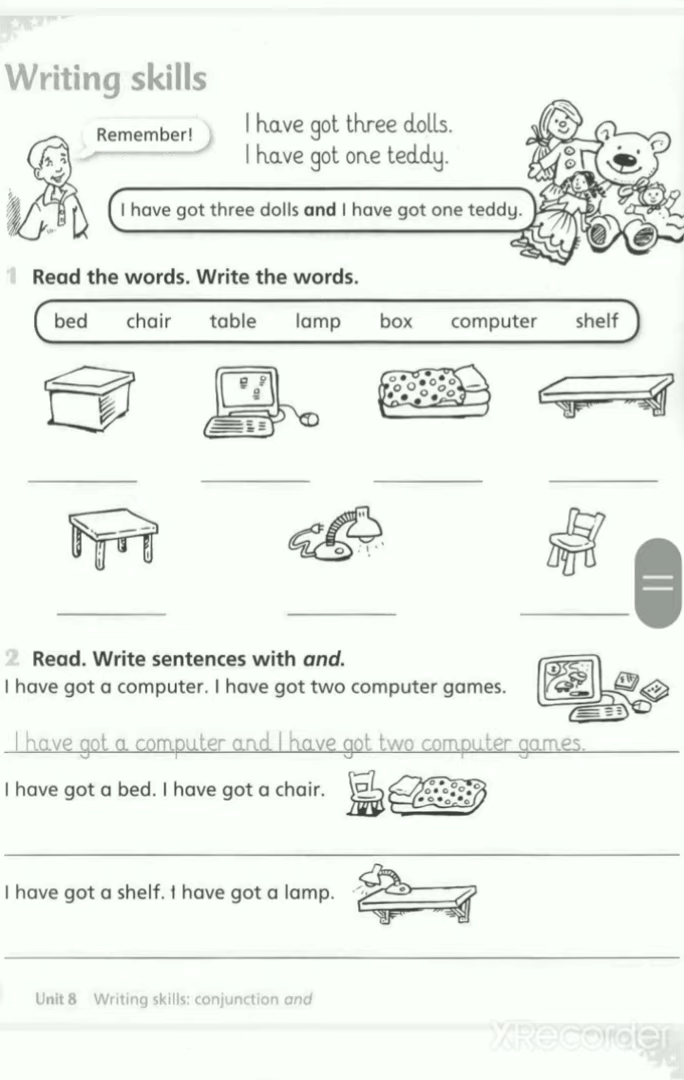 Writing skills
Remember!
I have got three dolls.
I have got one teddy.
I have got three dolls and I have got one teddy.
1 Read the words. Write the words.
bed chair table lamp box computer shelf
2 Read. Write sentences with and.
I have got a computer. I have got two computer games.
I have got a computer and I have got two computer games.
I have got a bed. I have got a chair.
I have got a shelf. I have got a lamp.
Unit 8 Writing skills: conjunction and
XRecorder